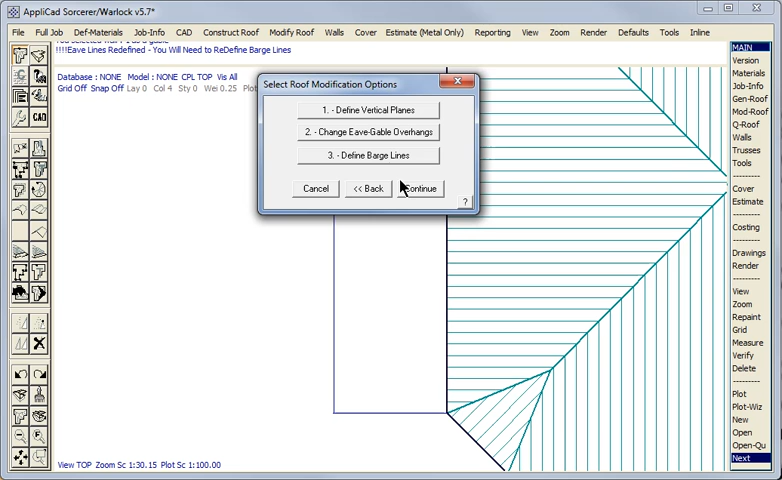 AppliCad Sorcerer/Warlock v5.7*
File Full Job Def-Materials Job-Info CAD Construct Roof Modify Roof Walls Cover Estimate (Metal Only) Reporting View Zoom Render Defaults Tools Inline
!!!!Eave Lines Redefined - You Will Need to ReDefine Barge Lines
Database : NONE Model : NONE CPL TOP Vis All
Grid Off Snap Off Lay 0 Col 4 Sty 0 Wei 0.25 Plot
Select Roof Modification Options
1. - Define Vertical Planes
2. - Change Eave-Gable Overhangs
3. - Define Barge Lines
Cancel << Back Continue
?
MAIN
Version
Materials
Job-Info
Gen-Roof
Mod-Roof
Q-Roof
Walls
Trusses
Tools
--------
Cover
Estimate
--------
Costing
--------
Drawings
Render
--------
View
Zoom
Repaint
Grid
Measure
Verify
Delete
--------
Plot
Plot-Wiz
New
Open
Open-Qu
Next
CAD
View TOP Zoom Sc 1:30.15 Plot Sc 1:100.00